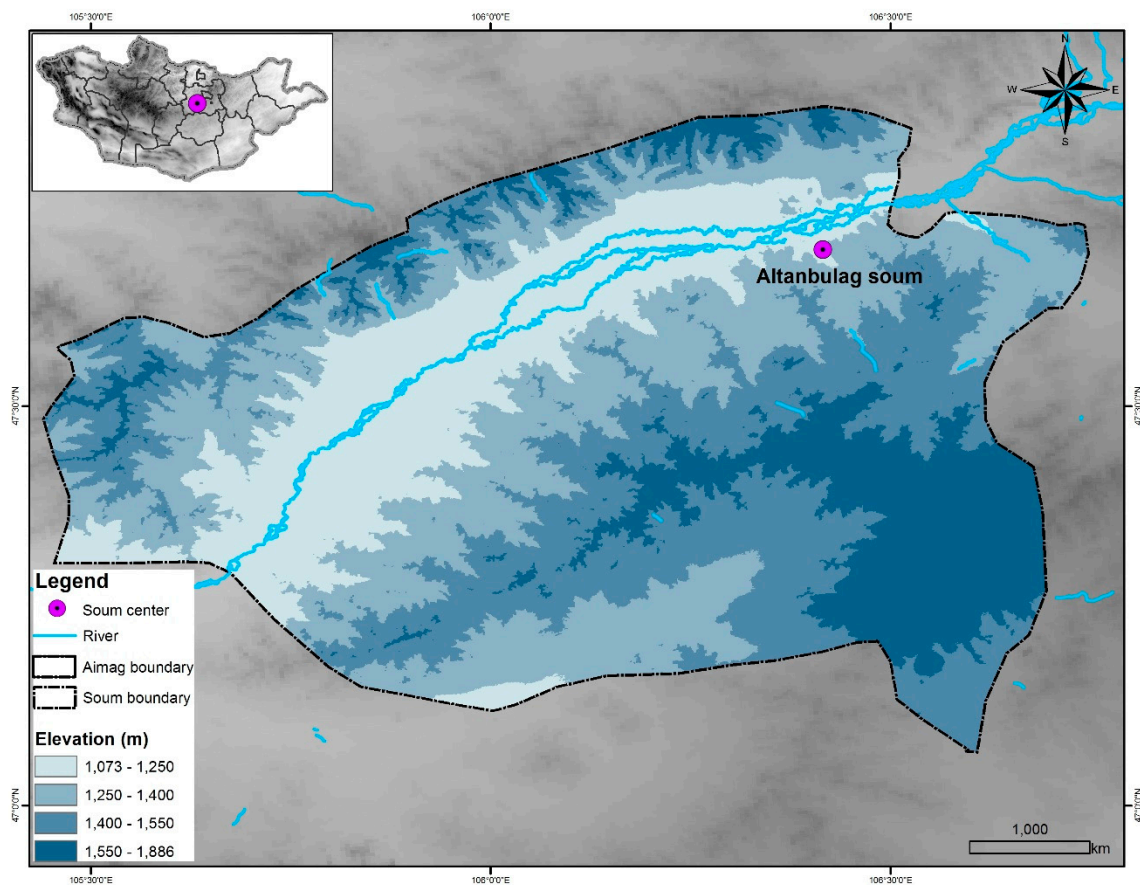 105°30'0"E
106°0'0"E
106°30'0"E
N
W
E
S
Altanbulag soum
47°30'0"N
47°30'0"N
Legend
Soum center
River
Aimag boundary
Soum boundary
Elevation (m)
1,073 - 1,250
1,250 - 1,400
1,400 - 1,550
1,550 - 1,886
47°0'0"N
47°0'0"N
1,000
km
105°30'0"E
106°0'0"E
106°30'0"E